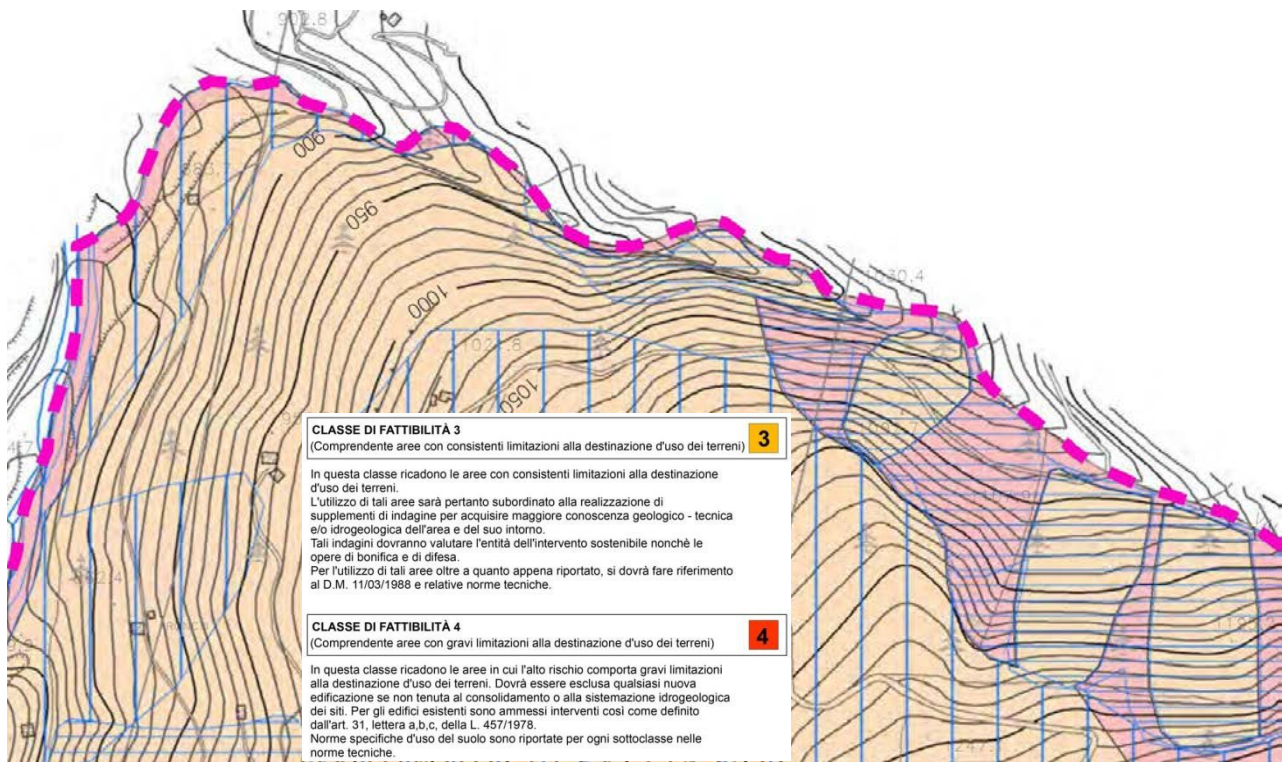 902.8
900
950
1030.4
1000
1050
CLASSE DI FATTIBILITÀ 3
(Comprendente aree con consistenti limitazioni alla destinazione d'uso dei terreni)
3
In questa classe ricadono le aree con consistenti limitazioni alla destinazione
d'uso dei terreni.
L'utilizzo di tali aree sarà pertanto subordinato alla realizzazione di
supplementi di indagine per acquisire maggiore conoscenza geologico - tecnica
e/o idrogeologica dell'area e del suo intorno.
Tali indagini dovranno valutare l'entità dell'intervento sostenibile nonchè le
opere di bonifica e di difesa.
Per l'utilizzo di tali aree oltre a quanto appena riportato, si dovrà fare riferimento
al D.M. 11/03/1988 e relative norme tecniche.
CLASSE DI FATTIBILITÀ 4
(Comprendente aree con gravi limitazioni alla destinazione d'uso dei terreni)
4
In questa classe ricadono le aree in cui l'alto rischio comporta gravi limitazioni
alla destinazione d'uso dei terreni. Dovrà essere esclusa qualsiasi nuova
edificazione se non tenuta al consolidamento o alla sistemazione idrogeologica
dei siti. Per gli edifici esistenti sono ammessi interventi così come definito
dall'art. 31, lettera a,b,c, della L. 457/1978.
Norme specifiche d'uso del suolo sono riportate per ogni sottoclasse nelle
norme tecniche.